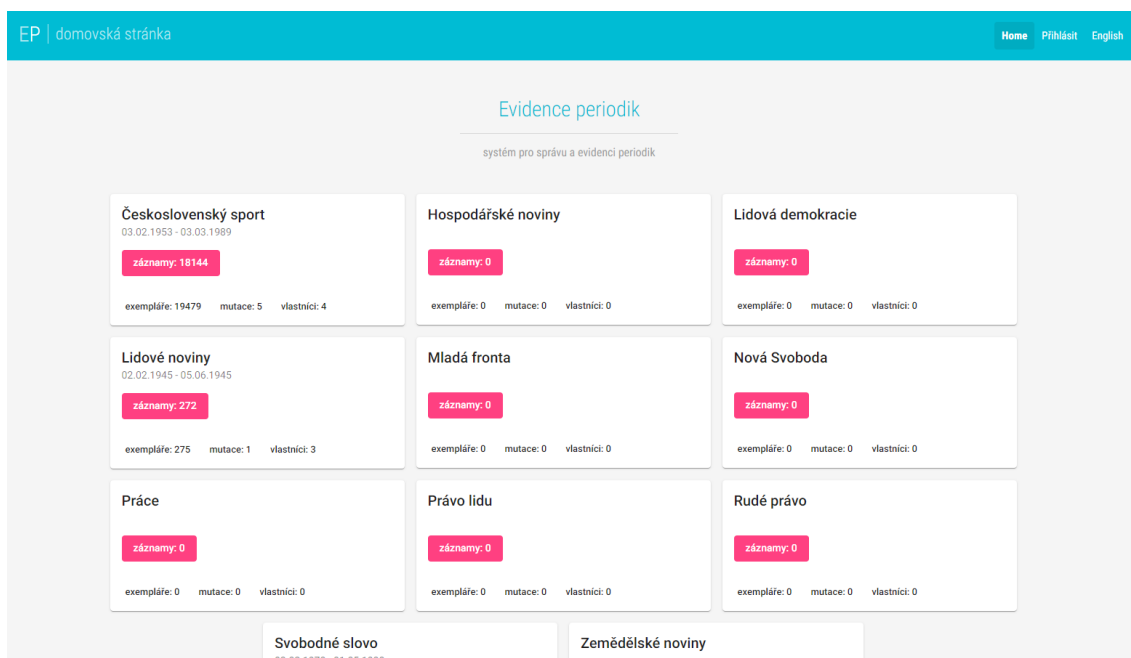 EP | domovská stránka
Home Přihlásit English
Evidence periodik
systém pro správu a evidenci periodik
Československý sport
03.02.1953 - 03.03.1989
záznamy: 18144
exempláře: 19479 mutace: 5 vlastníci: 4
Hospodářské noviny
záznamy: 0
exempláře: 0 mutace: 0 vlastníci: 0
Lidová demokracie
záznamy: 0
exempláře: 0 mutace: 0 vlastníci: 0
Lidové noviny
02.02.1945 - 05.06.1945
záznamy: 272
exempláře: 275 mutace: 1 vlastníci: 3
Mladá fronta
záznamy: 0
exempláře: 0 mutace: 0 vlastníci: 0
Nová Svoboda
záznamy: 0
exempláře: 0 mutace: 0 vlastníci: 0
Práce
záznamy: 0
exempláře: 0 mutace: 0 vlastníci: 0
Právo lidu
záznamy: 0
exempláře: 0 mutace: 0 vlastníci: 0
Rudé právo
záznamy: 0
exempláře: 0 mutace: 0 vlastníci: 0
Svobodné slovo
Zemědělské noviny